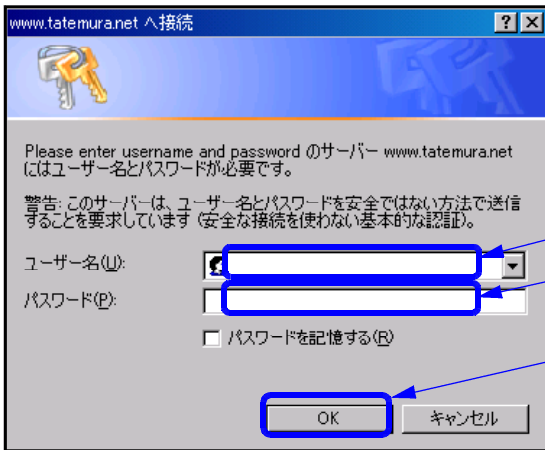 www.tatemura.net へ接続
Please enter username and password のサーバー www.tatemura.net
にはユーザー名とパスワードが必要です。
警告: このサーバーは、ユーザー名とパスワードを安全ではない方法で送信
することを要求しています (安全な接続を使わない基本的な認証)。
ユーザー名(U):
パスワード(P):
パスワードを記憶する(R)
OK
キャンセル